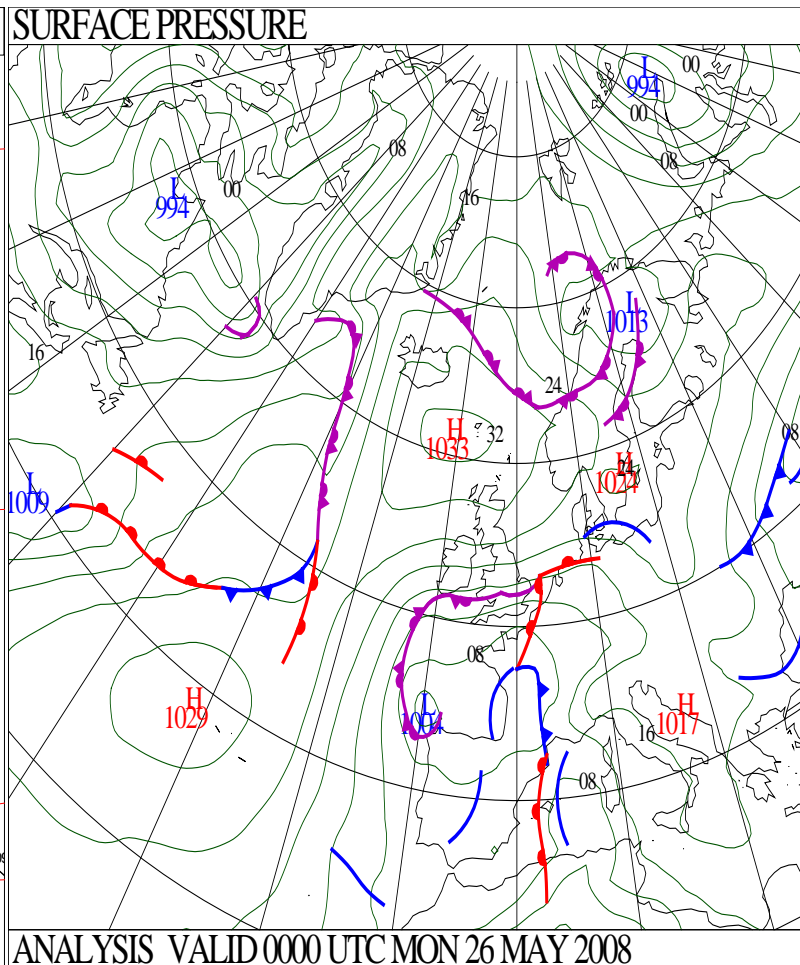 SURFACE PRESSURE
L
994
00
00
08
08
L
994
00
16
L
1013
16
24
08
H
1033
32
H
1024
L
1009
08
H
1029
L
1004
H
1017
16
08
ANALYSIS VALID 0000 UTC MON 26 MAY 2008